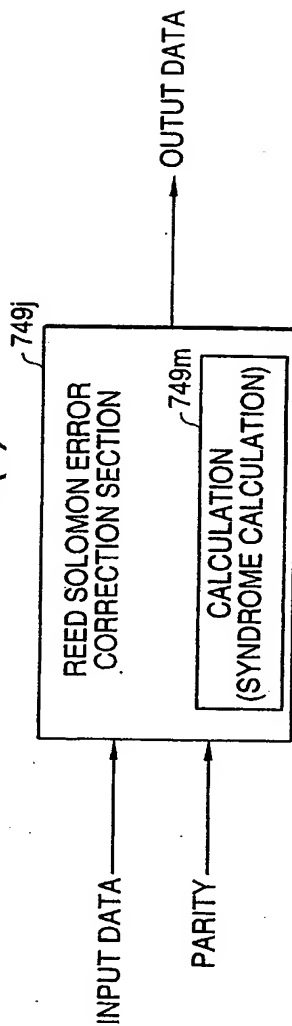 749j
REED SOLOMON ERROR
CORRECTION SECTION
749m
CALCULATION
(SYNDROME CALCULATION)
INPUT DATA
PARITY
OUTUT DATA